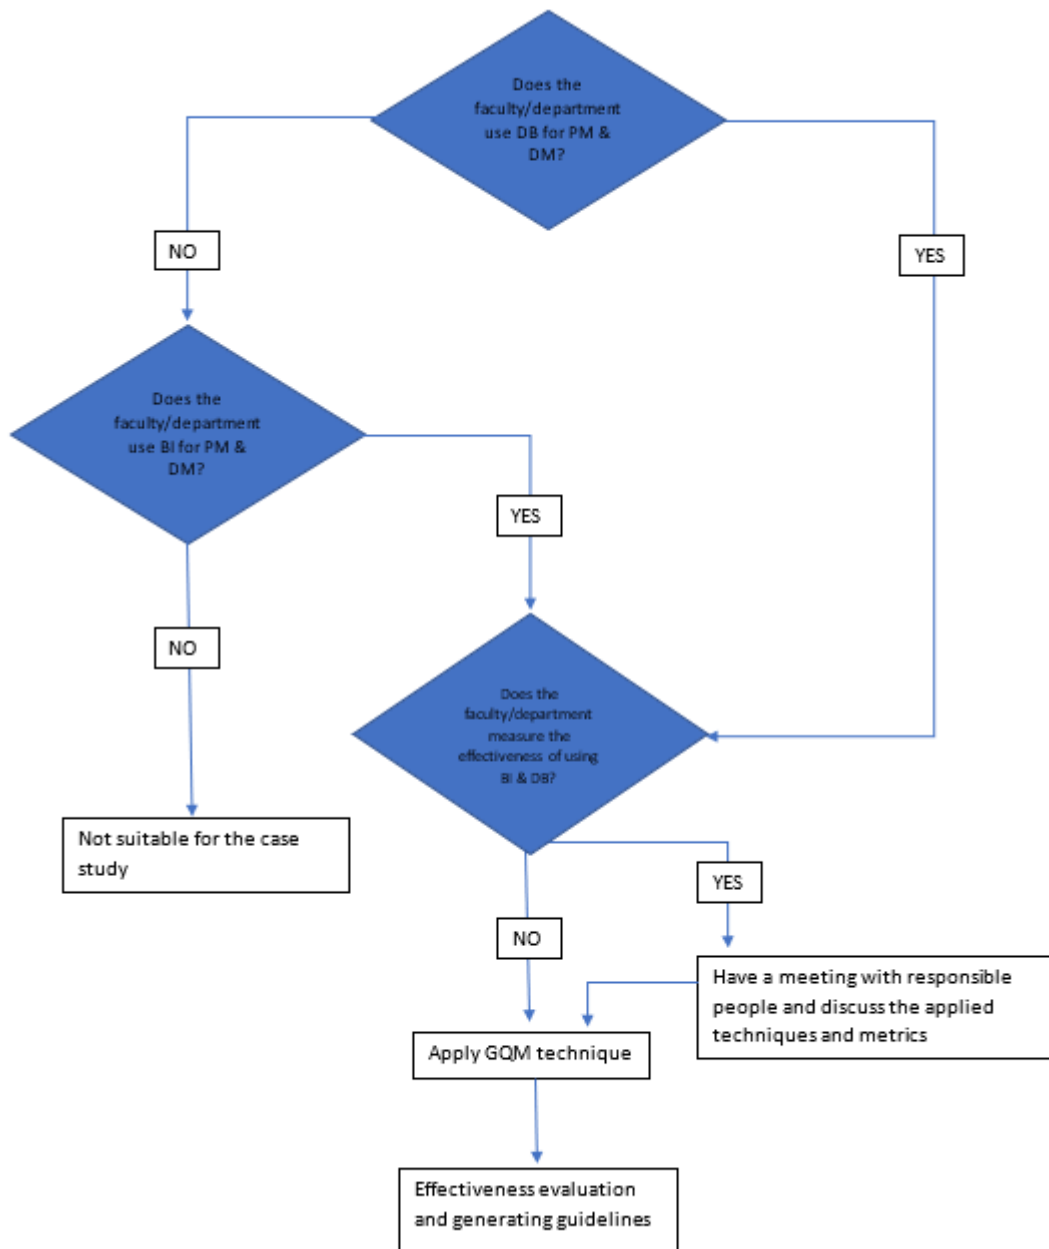 Does the
faculty/department
use DB for PM &
DM?
NO
YES
Does the
faculty/department
use BI for PM &
DM?
YES
NO
Does the
faculty/department
measure the
effectiveness of using
BI & DB?
Not suitable for the case
study
YES
NO
Have a meeting with responsible
people and discuss the applied
techniques and metrics
Apply GQM technique
Effectiveness evaluation
and generating guidelines